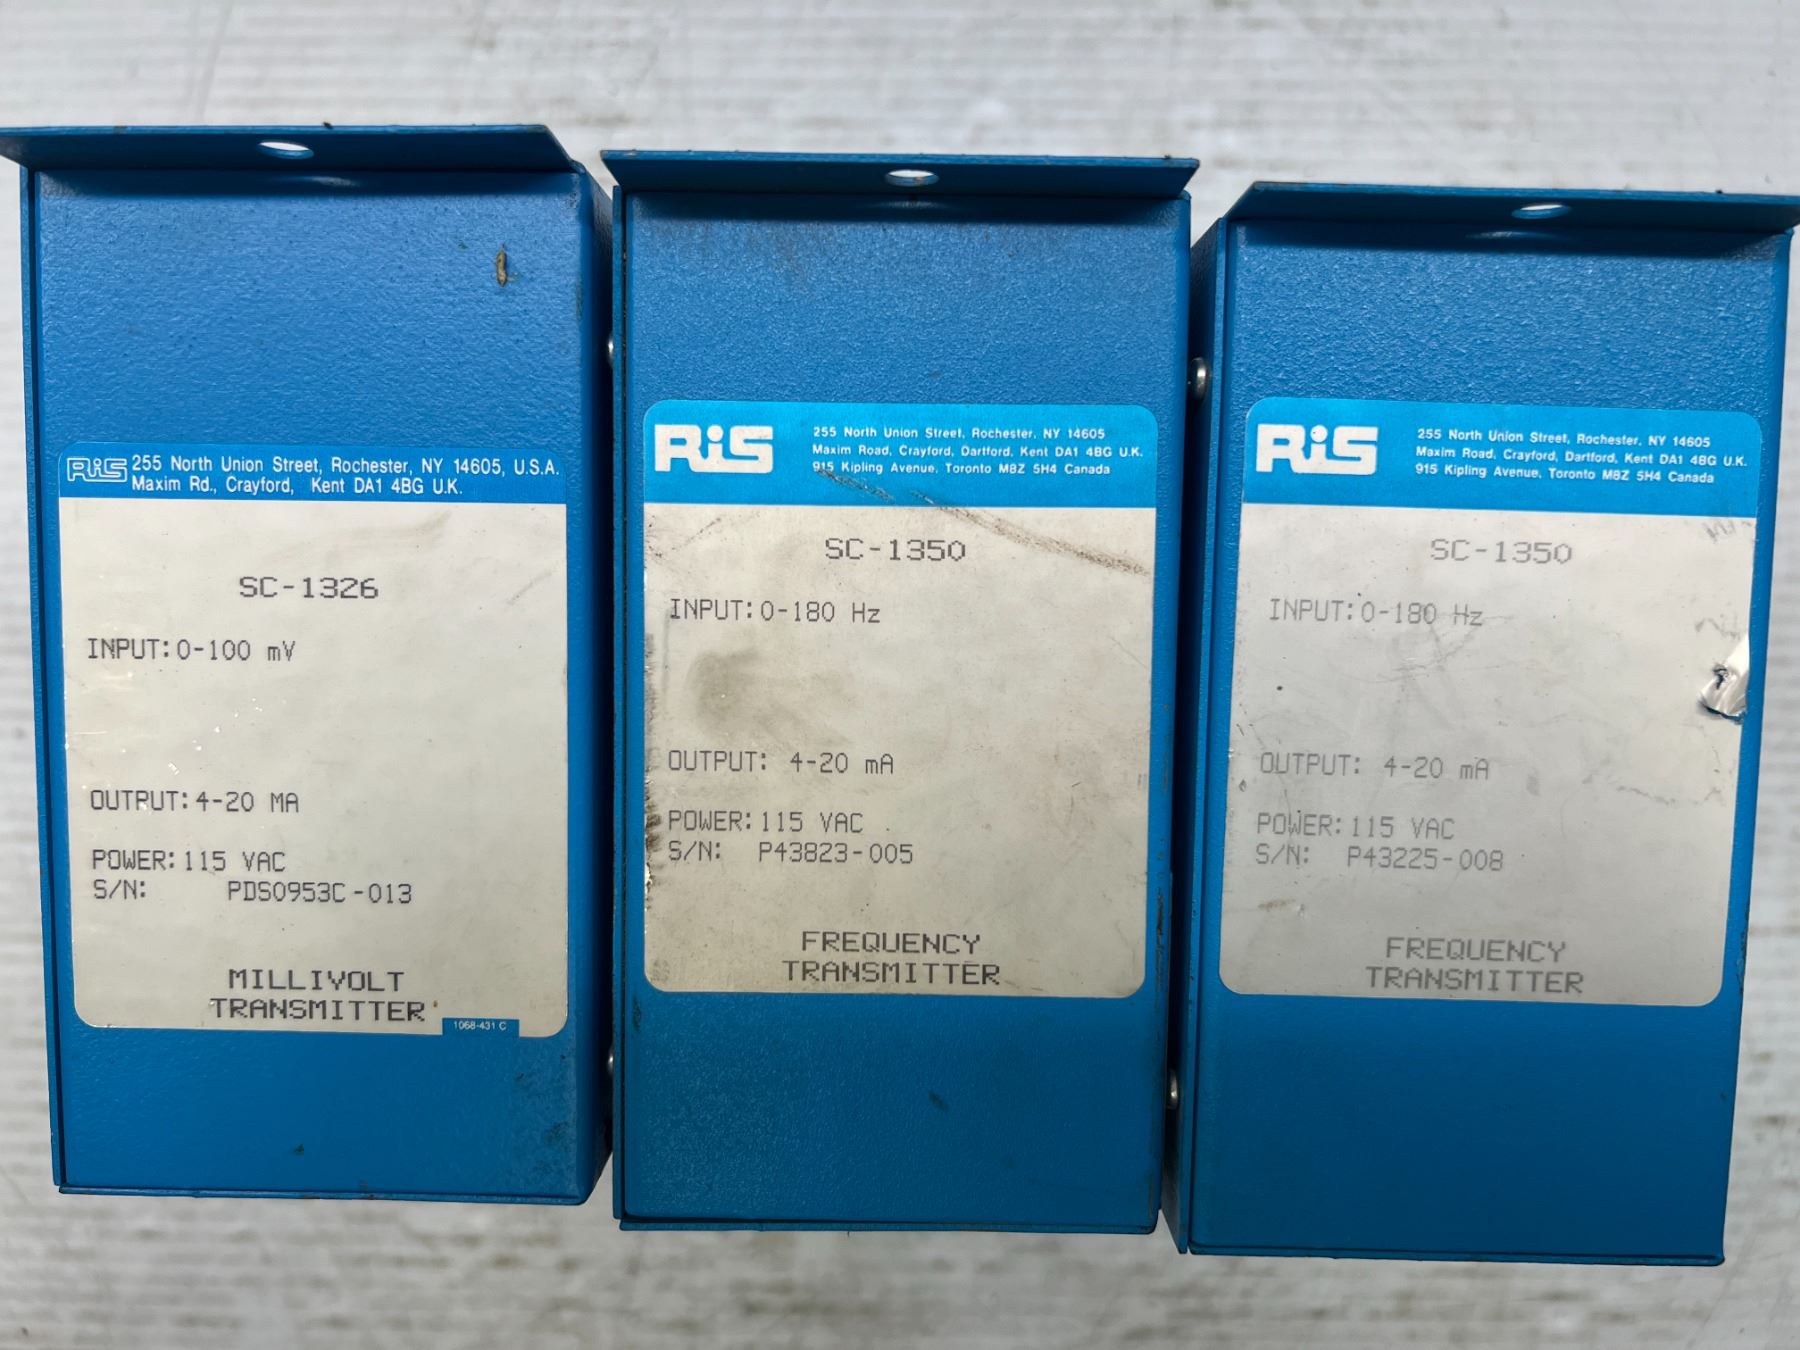 RiS 255 North Union Street, Rochester, NY 14605, U.S.A.
Maxim Rd., Crayford, Kent DA1 4BG U.K.
SC-1326
INPUT: 0-100 mV
OUTPUT: 4-20 MA
POWER: 115 VAC
S/N: PDS0953C-013
MILLIVOLT
TRANSMITTER
1068-431 C
RiS
255 North Union Street, Rochester, NY 14605
Maxim Road, Crayford, Dartford, Kent DA1 4BG U.K.
915 Kipling Avenue, Toronto M8Z 5H4 Canada
SC-1350
INPUT: 0-180 Hz
OUTPUT: 4-20 mA
POWER: 115 VAC
S/N: P43823-005
FREQUENCY
TRANSMITTER
RiS
255 North Union Street, Rochester, NY 14605
Maxim Road, Crayford, Dartford, Kent DA1 4BG U.K.
915 Kipling Avenue, Toronto M8Z 5H4 Canada
SC-1350
INPUT: 0-180 Hz
OUTPUT: 4-20 mA
POWER: 115 VAC
S/N: P43225-008
FREQUENCY
TRANSMITTER